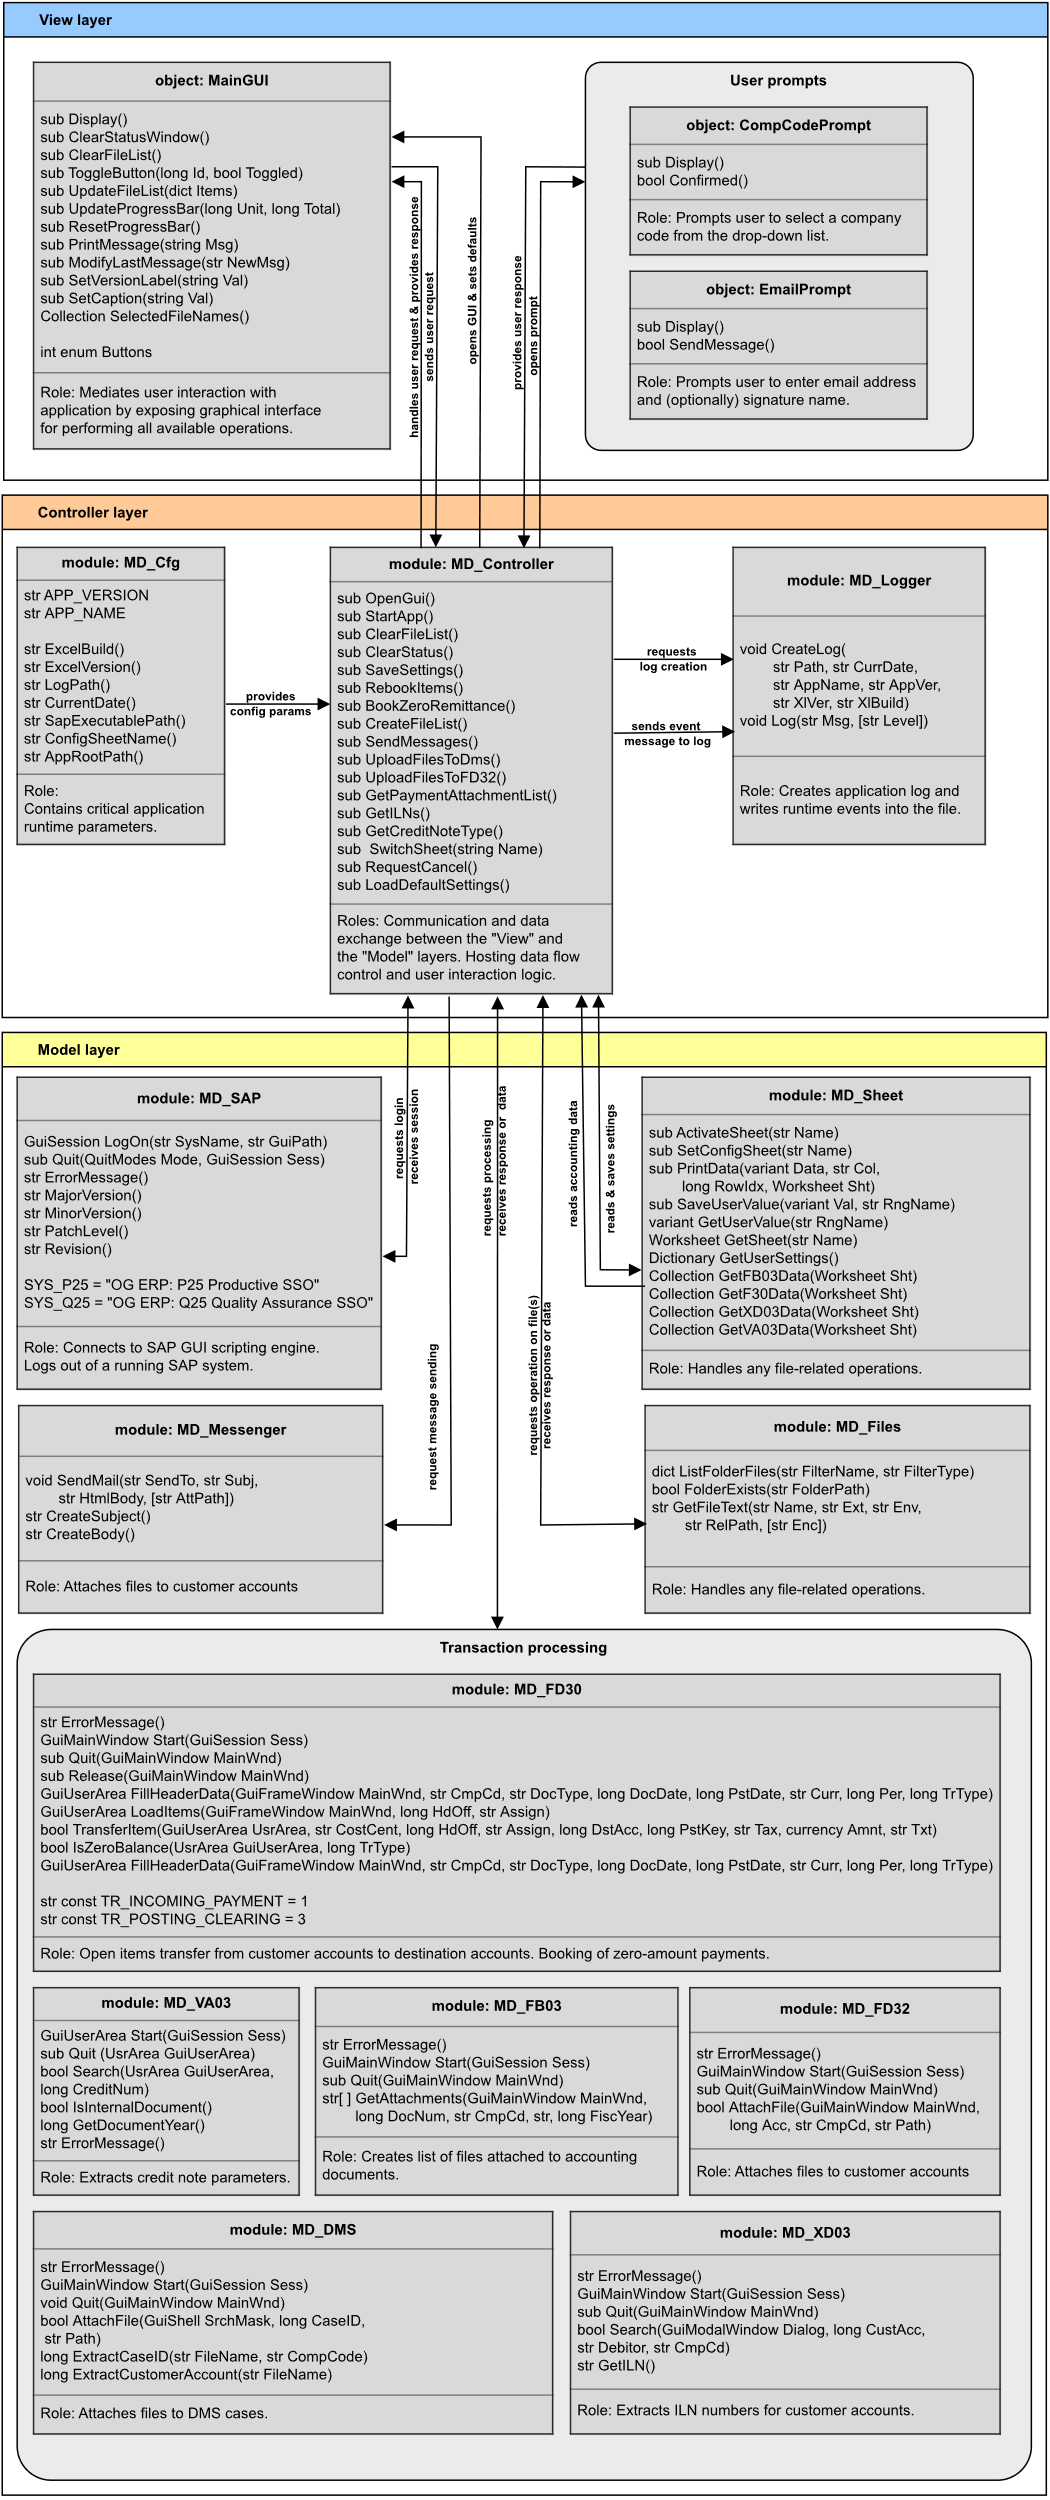 View layer
object: MainGUI
sub Display()
sub ClearStatusWindow()
sub ClearFileList()
sub ToggleButton(long Id, bool Toggled)
sub UpdateFileList(dict Items)
sub UpdateProgressBar(long Unit, long Total)
sub ResetProgressBar()
sub PrintMessage(string Msg)
sub ModifyLastMessage(str NewMsg)
sub SetVersionLabel(string Val)
sub SetCaption(string Val)
Collection SelectedFileNames()
int enum Buttons
Role: Mediates user interaction with
application by exposing graphical interface
for performing all available operations.
handles user request & provides response
sends user request
opens GUI & sets defaults
provides user response
opens prompt
User prompts
object: CompCodePrompt
sub Display()
bool Confirmed()
Role: Prompts user to select a company
code from the drop-down list.
object: EmailPrompt
sub Display()
bool SendMessage()
Role: Prompts user to enter email address
and (optionally) signature name.
Controller layer
module: MD_Cfg
str APP_VERSION
str APP_NAME
str ExcelBuild()
str ExcelVersion()
str LogPath()
str CurrentDate()
str SapExecutablePath()
str ConfigSheetName()
str AppRootPath()
Role:
Contains critical application
runtime parameters.
provides
config params
module: MD_Controller
sub OpenGui()
sub StartApp()
sub ClearFileList()
sub ClearStatus()
sub SaveSettings()
sub RebookItems()
sub BookZeroRemittance()
sub CreateFileList()
sub SendMessages()
sub UploadFilesToDms()
sub UploadFilesToFD32()
sub GetPaymentAttachmentList()
sub GetILNs()
sub GetCreditNoteType()
sub  SwitchSheet(string Name)
sub RequestCancel()
sub LoadDefaultSettings()
Roles: Communication and data
exchange between the "View" and
the "Model" layers. Hosting data flow
control and user interaction logic.
requests
log creation
sends event
message to log
module: MD_Logger
void CreateLog(
str Path, str CurrDate,
str AppName, str AppVer,
str XlVer, str XlBuild)
void Log(str Msg, [str Level])
Role: Creates application log and
writes runtime events into the file.
Model layer
module: MD_SAP
GuiSession LogOn(str SysName, str GuiPath)
sub Quit(QuitModes Mode, GuiSession Sess)
str ErrorMessage()
str MajorVersion()
str MinorVersion()
str PatchLevel()
str Revision()
SYS_P25 = "OG ERP: P25 Productive SSO"
SYS_Q25 = "OG ERP: Q25 Quality Assurance SSO"
Role: Connects to SAP GUI scripting engine.
Logs out of a running SAP system.
requests login
receives session
request message sending
requests processing
receives response or  data
requests operation on file(s)
receives response or data
reads accounting data
reads & saves settings
module: MD_Sheet
sub ActivateSheet(str Name)
sub SetConfigSheet(str Name)
sub PrintData(variant Data, str Col,
long RowIdx, Worksheet Sht)
sub SaveUserValue(variant Val, str RngName)
variant GetUserValue(str RngName)
Worksheet GetSheet(str Name)
Dictionary GetUserSettings()
Collection GetFB03Data(Worksheet Sht)
Collection GetF30Data(Worksheet Sht)
Collection GetXD03Data(Worksheet Sht)
Collection GetVA03Data(Worksheet Sht)
Role: Handles any file-related operations.
module: MD_Messenger
void SendMail(str SendTo, str Subj,
str HtmlBody, [str AttPath])
str CreateSubject()
str CreateBody()
Role: Attaches files to customer accounts
module: MD_Files
dict ListFolderFiles(str FilterName, str FilterType)
bool FolderExists(str FolderPath)
str GetFileText(str Name, str Ext, str Env,
str RelPath, [str Enc])
Role: Handles any file-related operations.
Transaction processing
module: MD_FD30
str ErrorMessage()
GuiMainWindow Start(GuiSession Sess)
sub Quit(GuiMainWindow MainWnd)
sub Release(GuiMainWindow MainWnd)
GuiUserArea FillHeaderData(GuiFrameWindow MainWnd, str CmpCd, str DocType, long DocDate, long PstDate, str Curr, long Per, long TrType)
GuiUserArea LoadItems(GuiFrameWindow MainWnd, long HdOff, str Assign)
bool TransferItem(GuiUserArea UsrArea, str CostCent, long HdOff, str Assign, long DstAcc, long PstKey, str Tax, currency Amnt, str Txt)
bool IsZeroBalance(UsrArea GuiUserArea, long TrType)
GuiUserArea FillHeaderData(GuiFrameWindow MainWnd, str CmpCd, str DocType, long DocDate, long PstDate, str Curr, long Per, long TrType)
str const TR_INCOMING_PAYMENT = 1
str const TR_POSTING_CLEARING = 3
Role: Open items transfer from customer accounts to destination accounts. Booking of zero-amount payments.
module: MD_VA03
GuiUserArea Start(GuiSession Sess)
sub Quit (UsrArea GuiUserArea)
bool Search(UsrArea GuiUserArea,
long CreditNum)
bool IsInternalDocument()
long GetDocumentYear()
str ErrorMessage()
Role: Extracts credit note parameters.
module: MD_FB03
str ErrorMessage()
GuiMainWindow Start(GuiSession Sess)
sub Quit(GuiMainWindow MainWnd)
str[ ] GetAttachments(GuiMainWindow MainWnd,
long DocNum, str CmpCd, str, long FiscYear)
Role: Creates list of files attached to accounting
documents.
module: MD_FD32
str ErrorMessage()
GuiMainWindow Start(GuiSession Sess)
sub Quit(GuiMainWindow MainWnd)
bool AttachFile(GuiMainWindow MainWnd,
long Acc, str CmpCd, str Path)
Role: Attaches files to customer accounts
module: MD_DMS
str ErrorMessage()
GuiMainWindow Start(GuiSession Sess)
void Quit(GuiMainWindow MainWnd)
bool AttachFile(GuiShell SrchMask, long CaseID,
str Path)
long ExtractCaseID(str FileName, str CompCode)
long ExtractCustomerAccount(str FileName)
Role: Attaches files to DMS cases.
module: MD_XD03
str ErrorMessage()
GuiMainWindow Start(GuiSession Sess)
sub Quit(GuiMainWindow MainWnd)
bool Search(GuiModalWindow Dialog, long CustAcc,
str Debitor, str CmpCd)
str GetILN()
Role: Extracts ILN numbers for customer accounts.